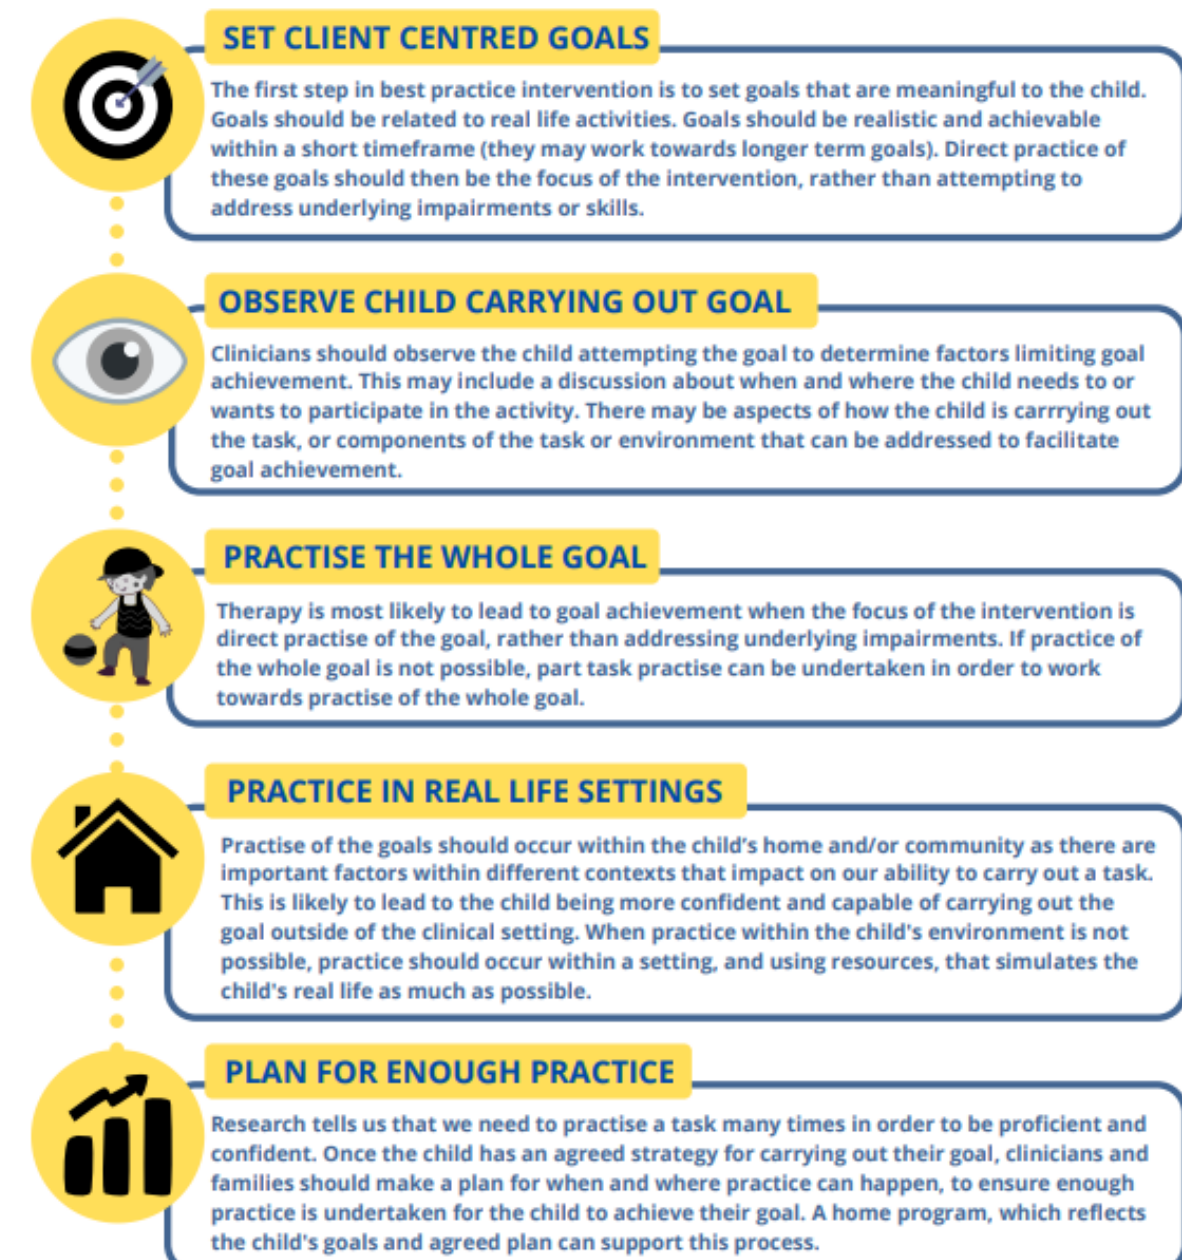 SET CLIENT CENTRED GOALS
The first step in best practice intervention is to set goals that are meaningful to the child.
Goals should be related to real life activities. Goals should be realistic and achievable
within a short timeframe (they may work towards longer term goals). Direct practice of
these goals should then be the focus of the intervention, rather than attempting to
address underlying impairments or skills.
OBSERVE CHILD CARRYING OUT GOAL
Clinicians should observe the child attempting the goal to determine factors limiting goal
achievement. This may include a discussion about when and where the child needs to or
wants to participate in the activity. There may be aspects of how the child is carrrying out
the task, or components of the task or environment that can be addressed to facilitate
goal achievement.
PRACTISE THE WHOLE GOAL
Therapy is most likely to lead to goal achievement when the focus of the intervention is
direct practise of the goal, rather than addressing underlying impairments. If practice of
the whole goal is not possible, part task practise can be undertaken in order to work
towards practise of the whole goal.
PRACTICE IN REAL LIFE SETTINGS
Practise of the goals should occur within the child's home and/or community as there are
important factors within different contexts that impact on our ability to carry out a task.
This is likely to lead to the child being more confident and capable of carrying out the
goal outside of the clinical setting. When practice within the child's environment is not
possible, practice should occur within a setting, and using resources, that simulates the
child's real life as much as possible.
PLAN FOR ENOUGH PRACTICE
Research tells us that we need to practise a task many times in order to be proficient and
confident. Once the child has an agreed strategy for carrying out their goal, clinicians and
families should make a plan for when and where practice can happen, to ensure enough
practice is undertaken for the child to achieve their goal. A home program, which reflects
the child's goals and agreed plan can support this process.